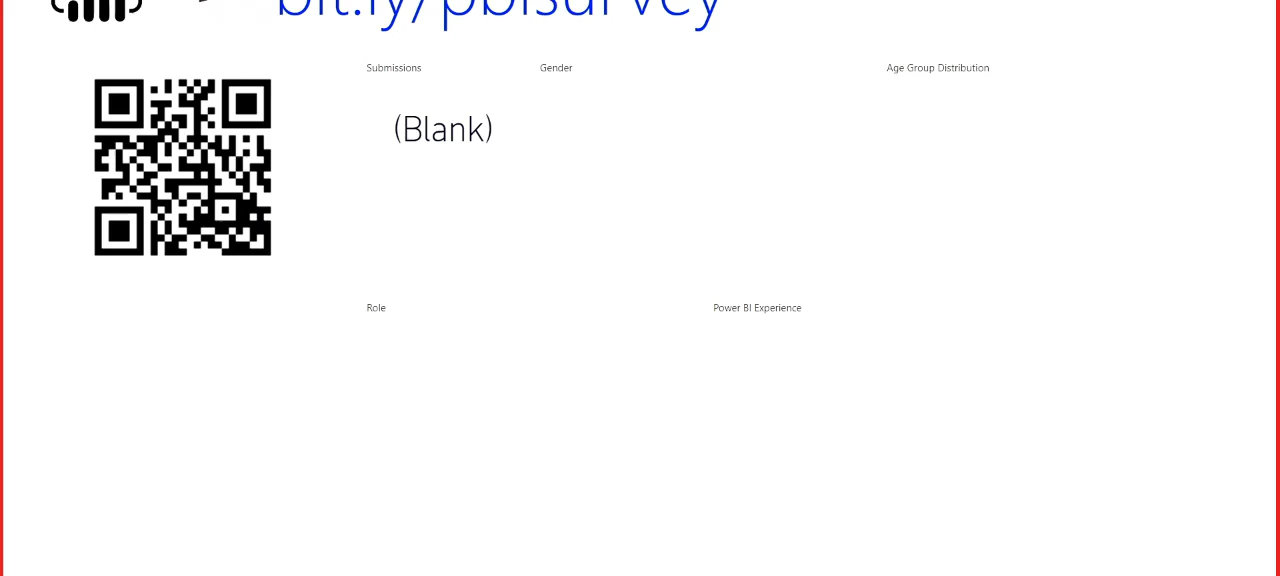 bit.ly/pbisurvey
Submissions
Gender
Age Group Distribution
(Blank)
Role
Power BI Experience